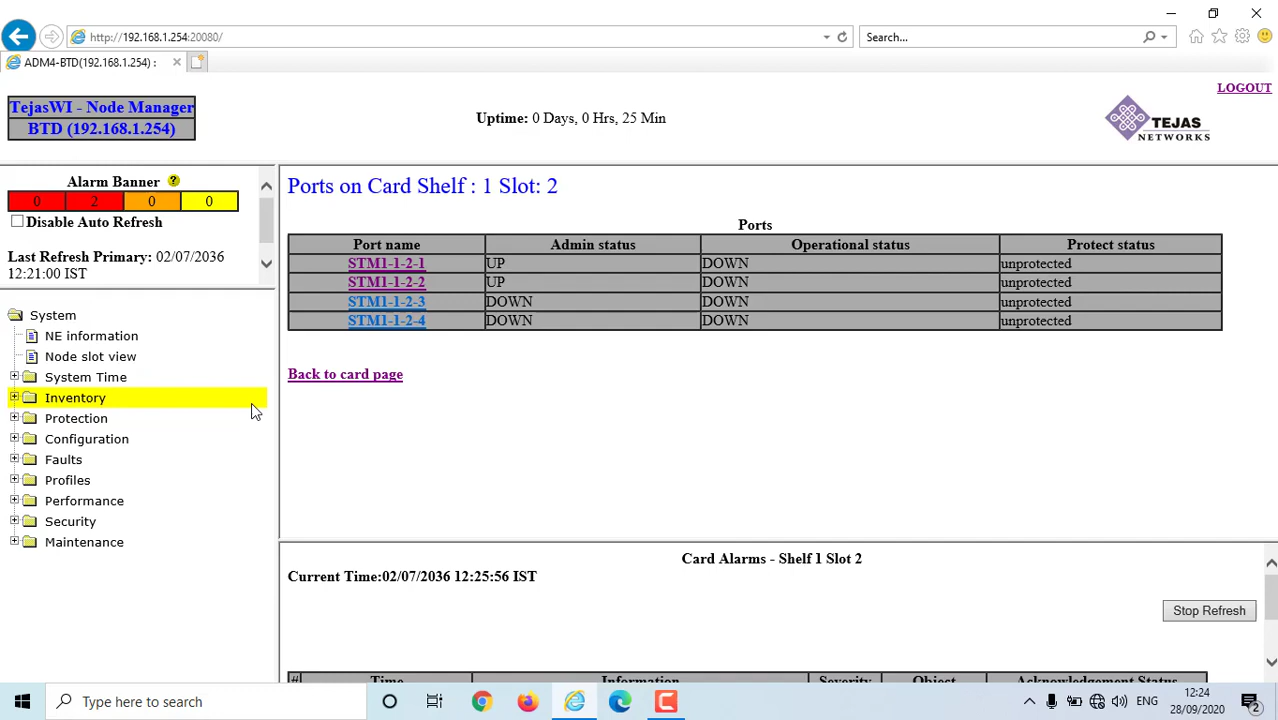 http://192.168.1.254:20080/
Search...
ADM4-BTD(192.168.1.254) :
LOGOUT
TejasWI - Node Manager
BTD (192.168.1.254)
Uptime: 0 Days, 0 Hrs, 25 Min
TEJAS
NETWORKS
Alarm Banner ?
0 2 0 0
Disable Auto Refresh
Last Refresh Primary: 02/07/2036
12:21:00 IST
System
NE information
Node slot view
System Time
Inventory
Protection
Configuration
Faults
Profiles
Performance
Security
Maintenance
Ports on Card Shelf : 1 Slot: 2
Ports
Port name Admin status Operational status Protect status
STM1-1-2-1 UP DOWN unprotected
STM1-1-2-2 UP DOWN unprotected
STM1-1-2-3 DOWN DOWN unprotected
STM1-1-2-4 DOWN DOWN unprotected
Back to card page
Card Alarms - Shelf 1 Slot 2
Current Time:02/07/2036 12:25:56 IST
Stop Refresh
# Time Information Severity Object Acknowledgement Status
Type here to search
ENG
12:24
28/09/2020
2